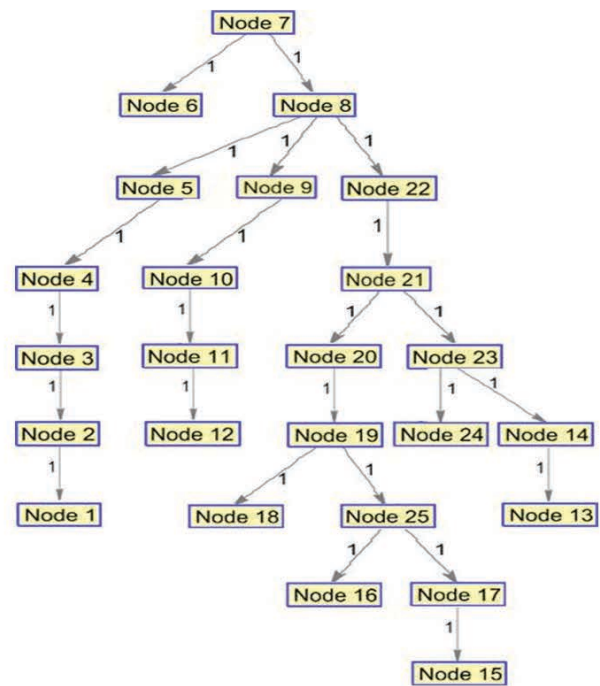 Node 7
1 1
Node 6 Node 8
1 1 1
Node 5 Node 9 Node 22
1 1 1
Node 4 Node 10 Node 21
1 1 1 1
Node 3 Node 11 Node 20 Node 23
1 1 1 1 1
Node 2 Node 12 Node 19 Node 24 Node 14
1 1 1 1
Node 1 Node 18 Node 25 Node 13
1 1
Node 16 Node 17
1
Node 15